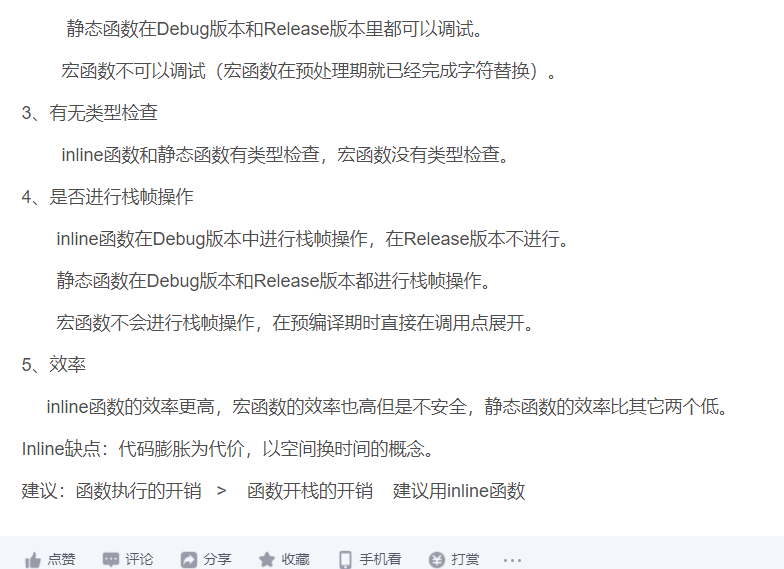 静态函数在Debug版本和Release版本里都可以调试。
宏函数不可以调试（宏函数在预处理期就已经完成字符替换）。
3、有无类型检查
inline函数和静态函数有类型检查，宏函数没有类型检查。
4、是否进行栈帧操作
inline函数在Debug版本中进行栈帧操作，在Release版本不进行。
静态函数在Debug版本和Release版本都进行栈帧操作。
宏函数不会进行栈帧操作，在预编译期时直接在调用点展开。
5、效率
inline函数的效率更高，宏函数的效率也高但是不安全，静态函数的效率比其它两个低。
Inline缺点：代码膨胀为代价，以空间换时间的概念。
建议：函数执行的开销 > 函数开栈的开销 建议用inline函数
点赞 评论 分享 收藏 手机看 打赏 ···